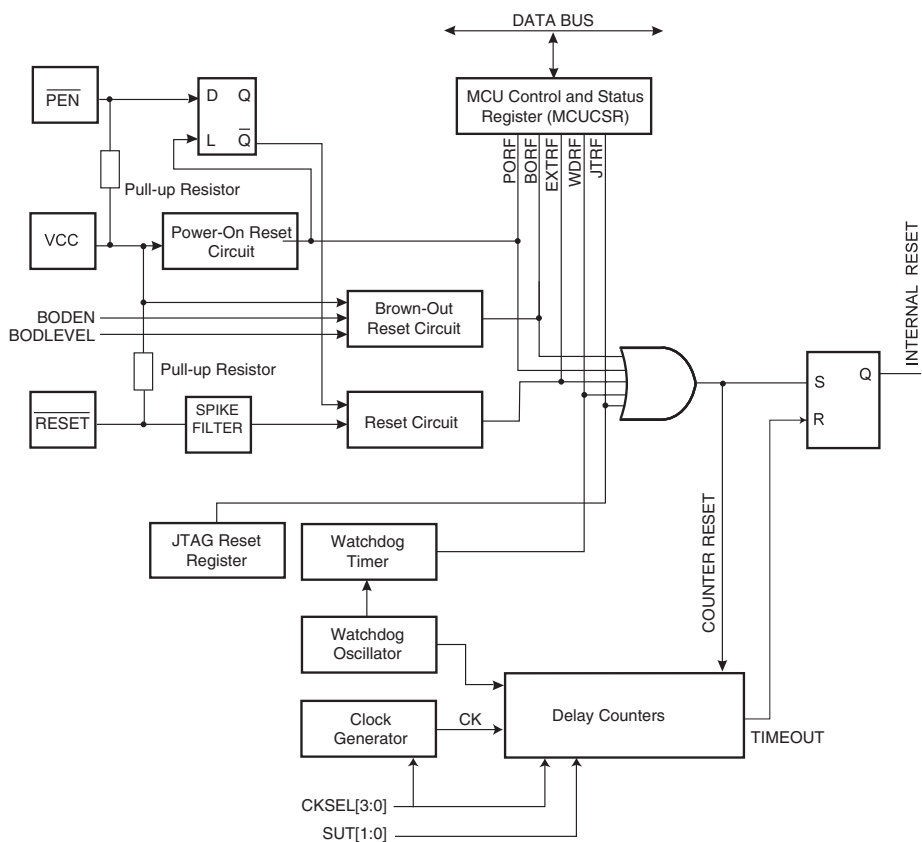 DATA BUS
PEN
D Q
L Q
MCU Control and Status
Register (MCUCSR)
PORF
BORF
EXTRF
WDRF
JTRF
Pull-up Resistor
VCC
Power-On Reset
Circuit
BODEN
BODLEVEL
Brown-Out
Reset Circuit
Pull-up Resistor
RESET
SPIKE
FILTER
Reset Circuit
INTERNAL RESET
S Q
R
JTAG Reset
Register
Watchdog
Timer
COUNTER RESET
Watchdog
Oscillator
Clock
Generator
CK
Delay Counters
TIMEOUT
CKSEL[3:0]
SUT[1:0]